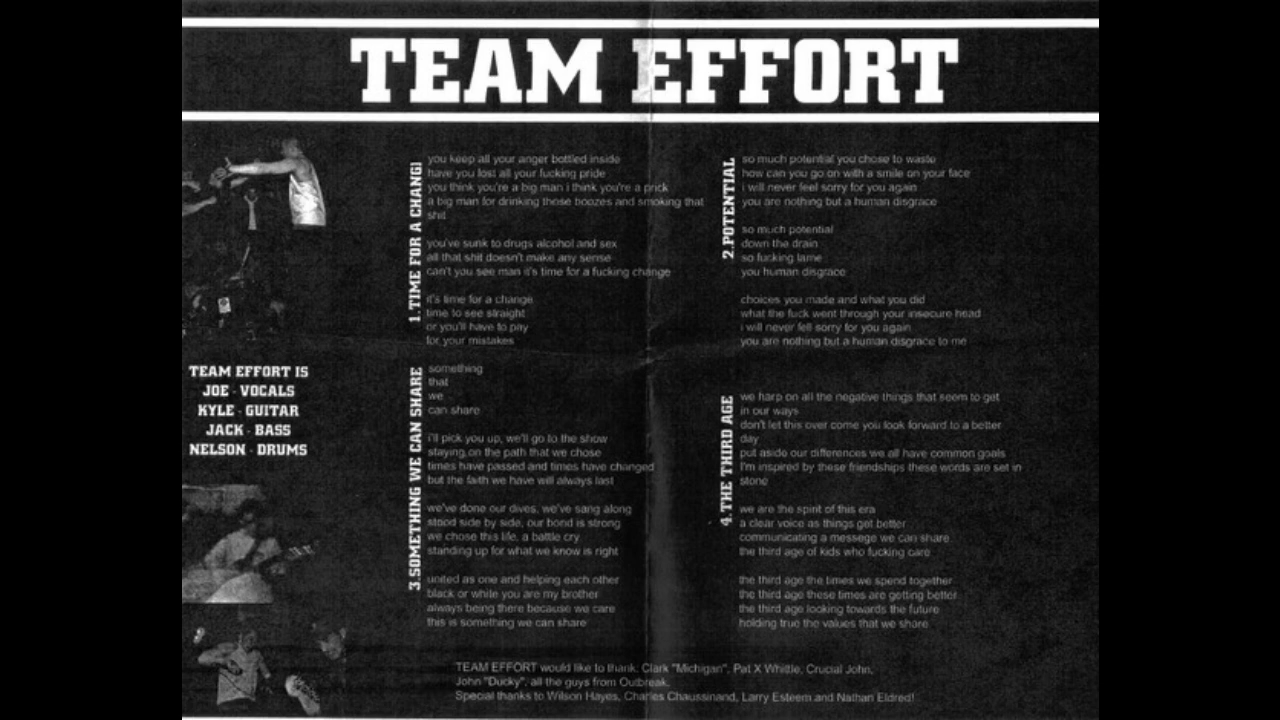 TEAM EFFORT
1.TIME FOR A CHANGE
you keep all your anger bottled inside
have you lost all your fucking pride
you think you're a big man i think you're a prick
a big man for drinking those boozes and smoking that
shit
you've sunk to drugs alcohol and sex
all that shit doesn't make any sense
can't you see man it's time for a fucking change
it's time for a change
time to see straight
or you'll have to pay
for your mistakes
2.POTENTIAL
so much potential you chose to waste
how can you go on with a smile on your face
i will never feel sorry for you again
you are nothing but a human disgrace
so much potential
down the drain
so fucking lame
you human disgrace
choices you made and what you did
what the fuck went through your insecure head
i will never fell sorry for you again
you are nothing but a human disgrace to me
TEAM EFFORT IS
JOE - VOCALS
KYLE - GUITAR
JACK - BASS
NELSON - DRUMS
3.SOMETHING WE CAN SHARE
something
that
we
can share
i'll pick you up, we'll go to the show
staying on the path that we chose
times have passed and times have changed
but the faith we have will always last
we've done our dives, we've sang along
stood side by side, our bond is strong
we chose this life, a battle cry
standing up for what we know is right
united as one and helping each other
black or while you are my brother
always being there because we care
this is something we can share
4.THE THIRD AGE
we harp on all the negative things that seem to get
in our ways
don't let this over come you look forward to a better
day
put aside our differences we all have common goals
I'm inspired by these friendships these words are set in
stone
we are the spirit of this era
a clear voice as things get better
communicating a message we can share
the third age of kids who fucking care
the third age the times we spend together
the third age these times are getting better
the third age looking towards the future
holding true the values that we share
TEAM EFFORT would like to thank: Clark "Michigan", Pat X Whittle, Crucial John,
John "Ducky", all the guys from Outbreak,
Special thanks to Wilson Hayes, Charles Chaussinand, Larry Esteem and Nathan Eldred!